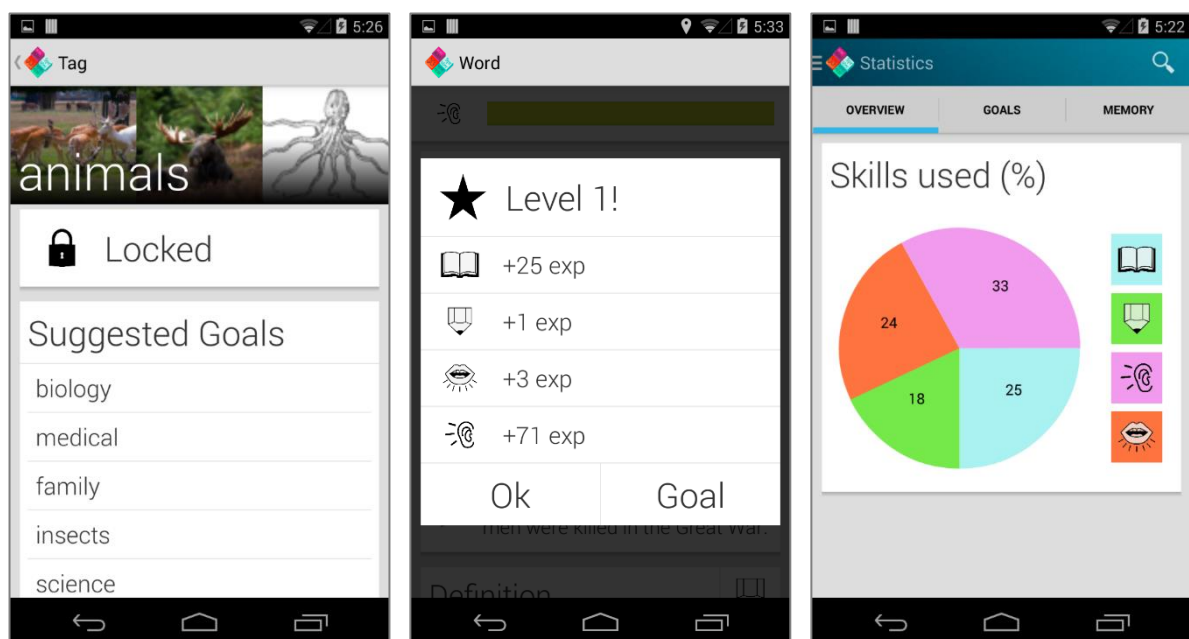 5:26
Tag
animals
Locked
Suggested Goals
biology
medical
family
insects
science
5:33
Word
Level 1!
+25 exp
+1 exp
+3 exp
+71 exp
Ok Goal
men were killed in the Great War.
Definition
5:22
Statistics
OVERVIEW GOALS MEMORY
Skills used (%)
33
24
25
18